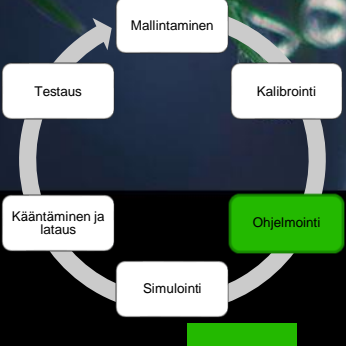 Mallintaminen
Kalibrointi
Ohjelmointi
Simulointi
Kääntäminen ja
lataus
Testaus